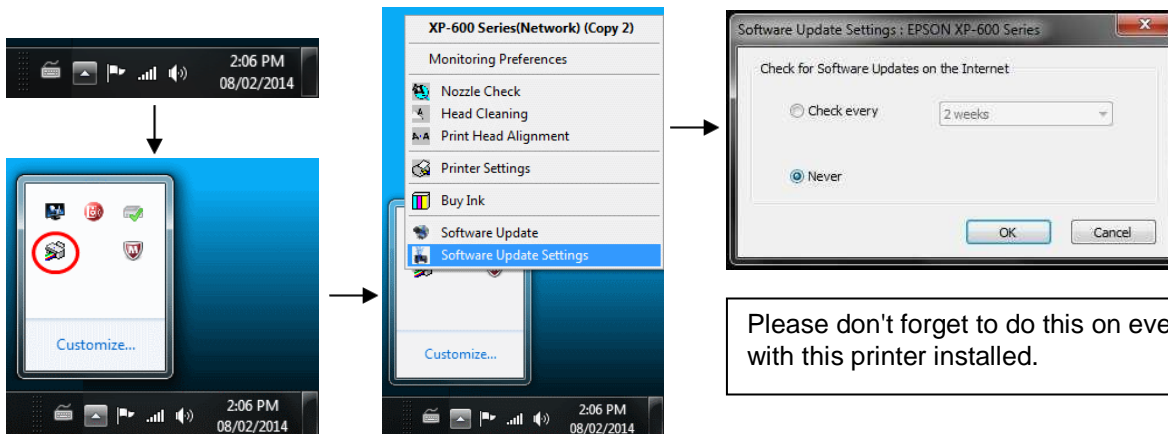 2:06 PM
08/02/2014
Customize...
2:06 PM
08/02/2014
XP-600 Series(Network) (Copy 2)
Monitoring Preferences
Nozzle Check
Head Cleaning
A·A Print Head Alignment
Printer Settings
Buy Ink
Software Update
Software Update Settings
Customize...
2:06 PM
08/02/2014
Software Update Settings : EPSON XP-600 Series
Check for Software Updates on the Internet
Check every 2 weeks
Never
OK Cancel
Please don't forget to do this on eve
with this printer installed.